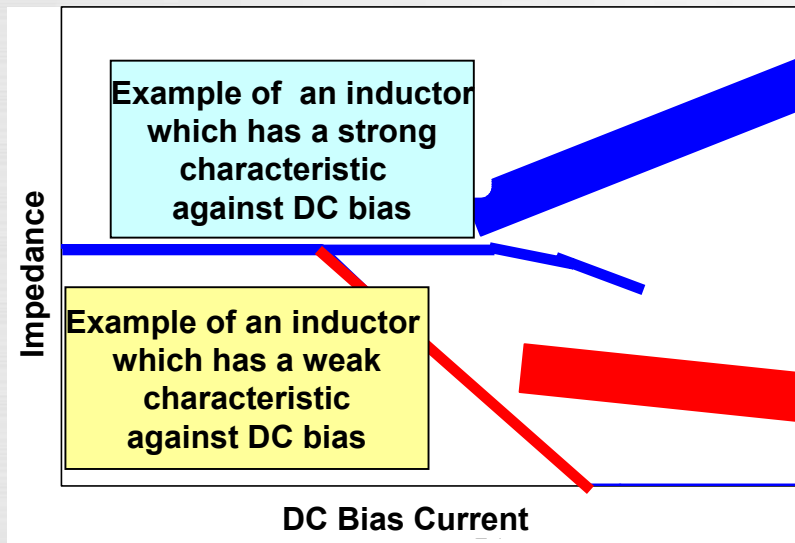 Example of an inductor
which has a strong
characteristic
against DC bias
Impedance
Example of an inductor
which has a weak
characteristic
against DC bias
DC Bias Current